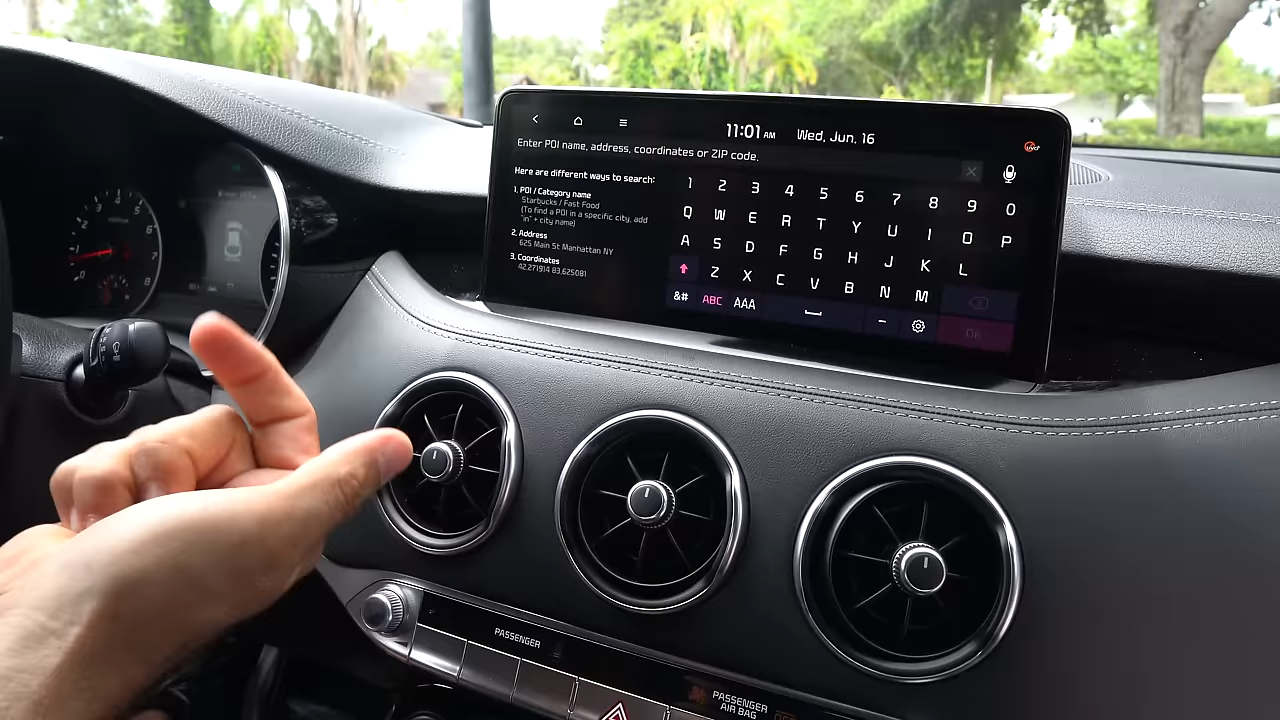 11:01 AM Wed, Jun, 16
UVO
Enter POI name, address, coordinates or ZIP code.
Here are different ways to search:
1. POI / Category name
Starbucks / Fast Food
(To find a POI in a specific city, add
"in" + city name)
2. Address
625 Main St Manhattan NY
3. Coordinates
42.271914 83.625081
1 2 3 4 5 6 7 8 9 0
Q W E R T Y U I O P
A S D F G H J K L
Z X C V B N M
&# ABC ÁÄÀ - OK
PASSENGER
PASSENGER
AIR BAG